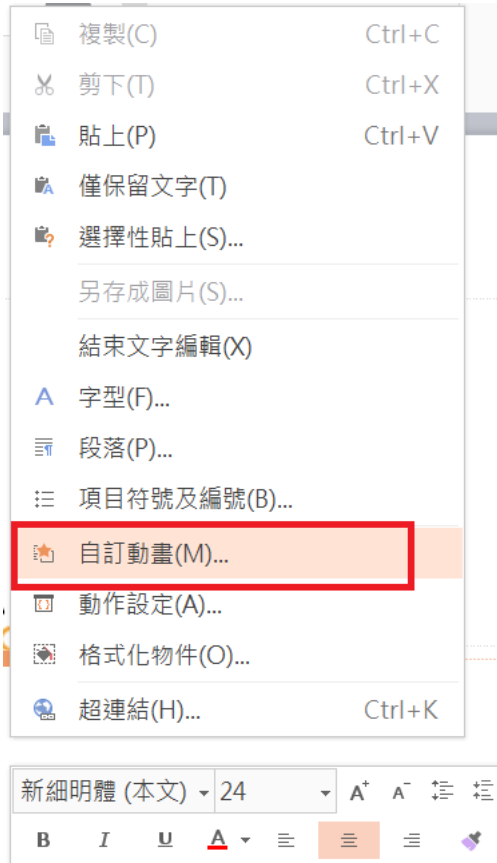 複製(C) Ctrl+C
剪下(T) Ctrl+X
貼上(P) Ctrl+V
僅保留文字(T)
選擇性貼上(S)...
另存成圖片(S)...
結束文字編輯(X)
字型(F)...
段落(P)...
項目符號及編號(B)...
自訂動畫(M)...
動作設定(A)...
格式化物件(O)...
超連結(H)... Ctrl+K
新細明體 (本文) 24 A+ A-
B I U A